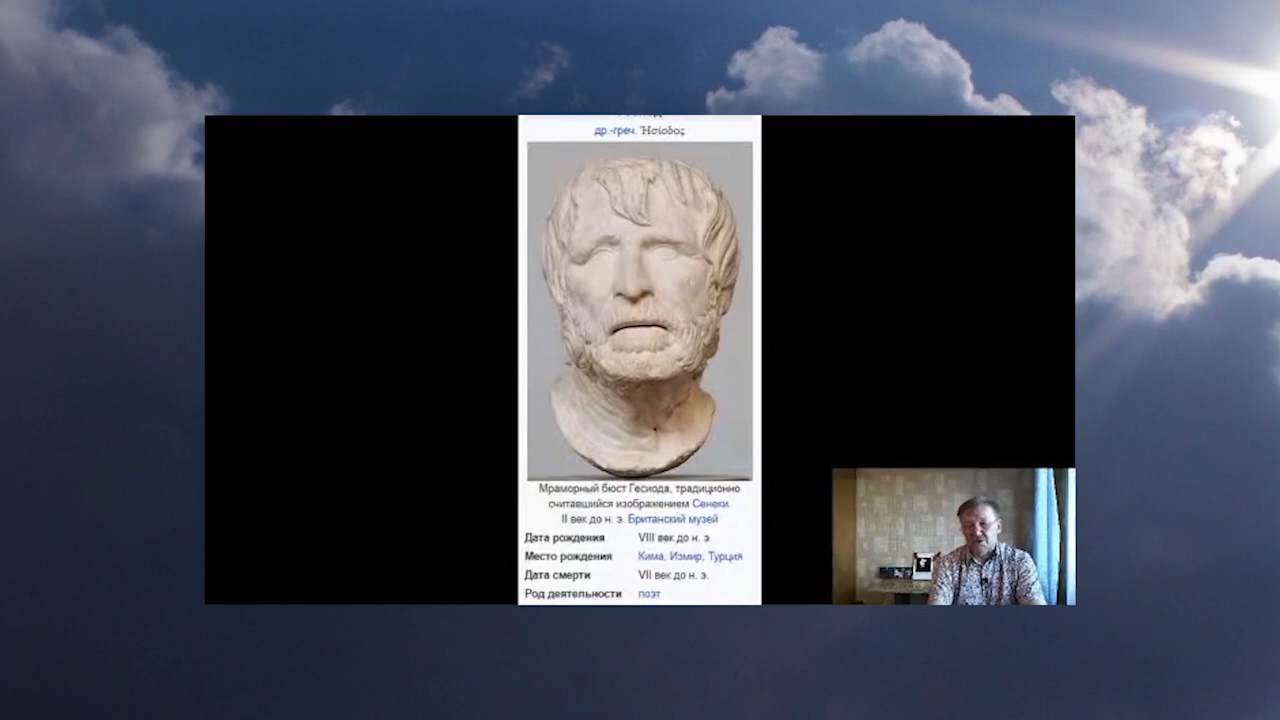 др.-греч. Ἡσίοδος
Мраморный бюст Гесиода, традиционно
считавшийся изображением Сенеки.
II век до н. э. Британский музей
Дата рождения VIII век до н. э
Место рождения Кима, Измир, Турция
Дата смерти VII век до н. э.
Род деятельности поэт